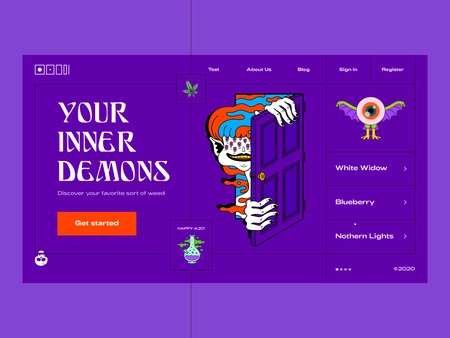 Test
About Us
Blog
Sign In
Register
YOUR
INNER
DEMONS
Discover your favorite sort of weed
Get started
HAPPY 4:20!
White Widow
Blueberry
Nothern Lights
©2020